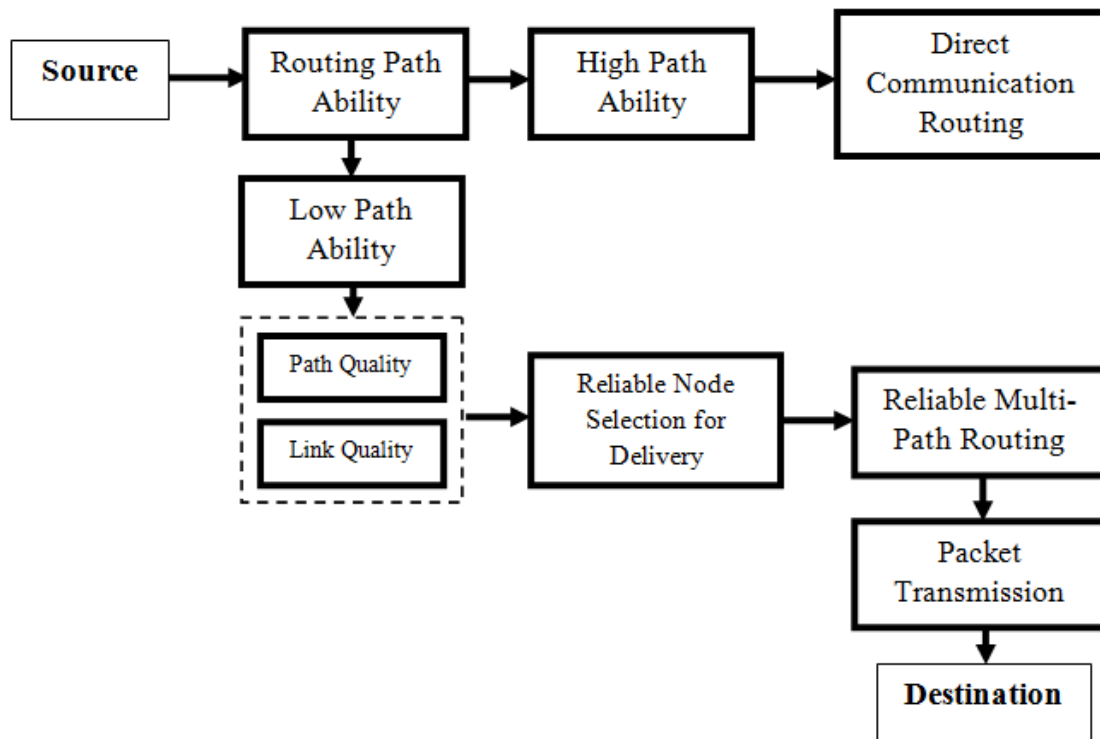 Source
Routing Path
Ability
High Path
Ability
Direct
Communication
Routing
Low Path
Ability
Path Quality
Link Quality
Reliable Node
Selection for
Delivery
Reliable Multi-
Path Routing
Packet
Transmission
Destination